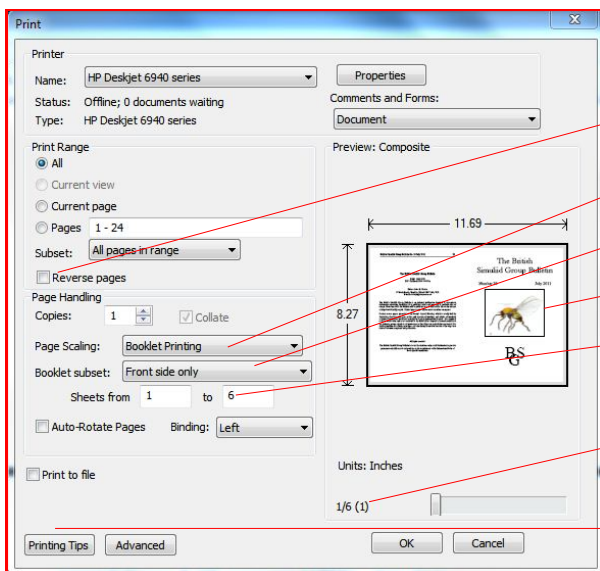 Print
Printer
Name: HP Deskjet 6940 series Properties
Status: Offline; 0 documents waiting Comments and Forms:
Type: HP Deskjet 6940 series Document
Print Range Preview: Composite
All
Current view
Current page
Pages 1 - 24
Subset: All pages in range
Reverse pages
Page Handling
Copies: 1 Collate
Page Scaling: Booklet Printing
Booklet subset: Front side only
Sheets from 1 to 6
Auto-Rotate Pages Binding: Left
Print to file
11.69
8.27
The British
Group Bulletin
July 2011
BSG
Units: Inches
1/6 (1)
Printing Tips Advanced OK Cancel